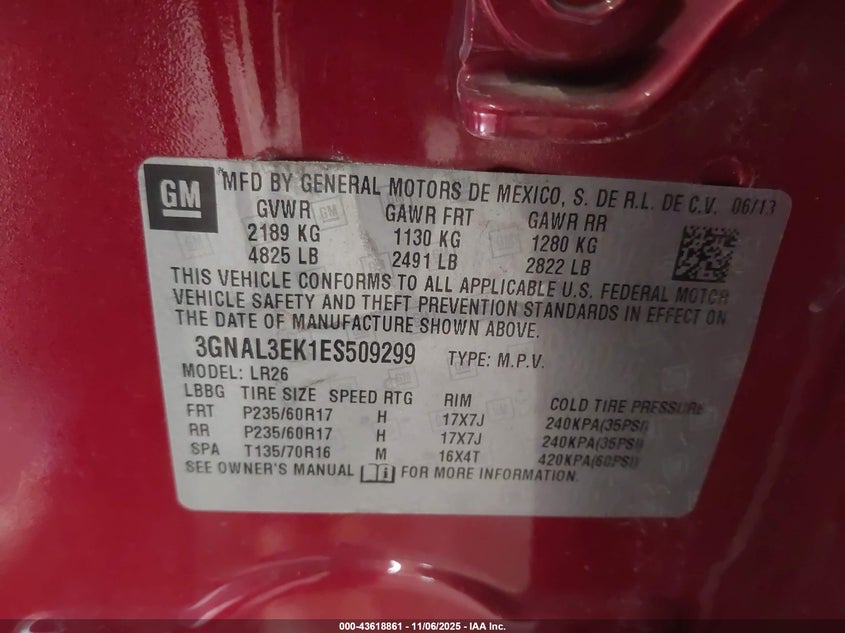 GM
MFD BY GENERAL MOTORS DE MEXICO, S. DE R.L. DE C.V. 06/13
GVWR GAWR FRT GAWR RR
2189 KG 1130 KG 1280 KG
4825 LB 2491 LB 2822 LB
THIS VEHICLE CONFORMS TO ALL APPLICABLE U.S. FEDERAL MOTOR
VEHICLE SAFETY AND THEFT PREVENTION STANDARDS IN EFFECT ON
THE DATE OF MANUFACTURE SHOWN ABOVE.
3GNAL3EK1ES509299 TYPE: M.P.V.
MODEL: LR26
LBBG TIRE SIZE SPEED RTG RIM COLD TIRE PRESSURE
FRT P235/60R17 H 17X7J 240KPA(35PSI)
RR P235/60R17 H 17X7J 240KPA(35PSI)
SPA T135/70R16 M 16X4T 420KPA(60PSI)
SEE OWNER'S MANUAL FOR MORE INFORMATION.
000-43618861 - 11/06/2025 - IAA Inc.